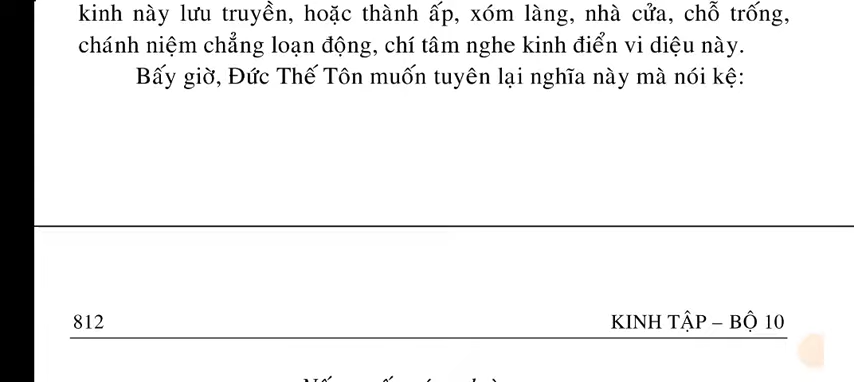 kinh này lưu truyền, hoặc thành ấp, xóm làng, nhà cửa, chỗ trống,
chánh niệm chẳng loạn động, chí tâm nghe kinh điển vi diệu này.
Bấy giờ, Đức Thế Tôn muốn tuyên lại nghĩa này mà nói kệ:
812
KINH TẬP – BỘ 10